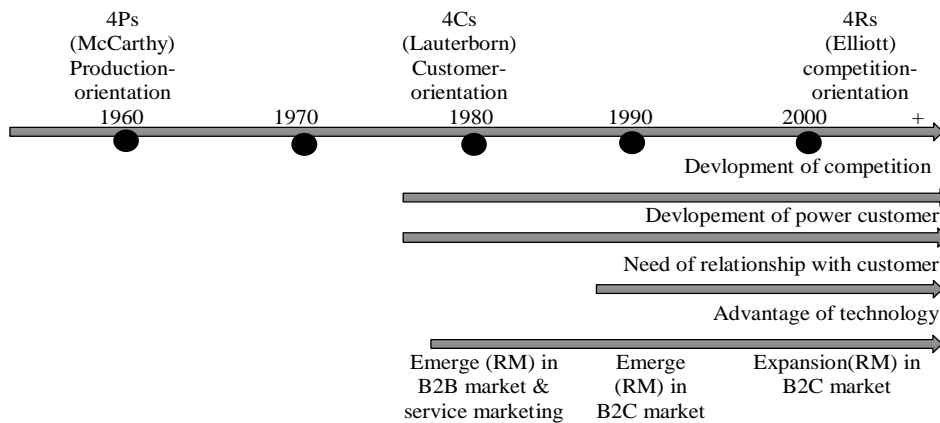 4Ps
(McCarthy)
Production-
orientation
4Cs
(Lauterborn)
Customer-
orientation
4Rs
(Elliott)
competition-
orientation
1960
1970
1980
1990
2000
+
Devlopment of competition
Devlopement of power customer
Need of relationship with customer
Advantage of technology
Emerge (RM) in
B2B market &
service marketing
Emerge
(RM) in
B2C market
Expansion(RM) in
B2C market